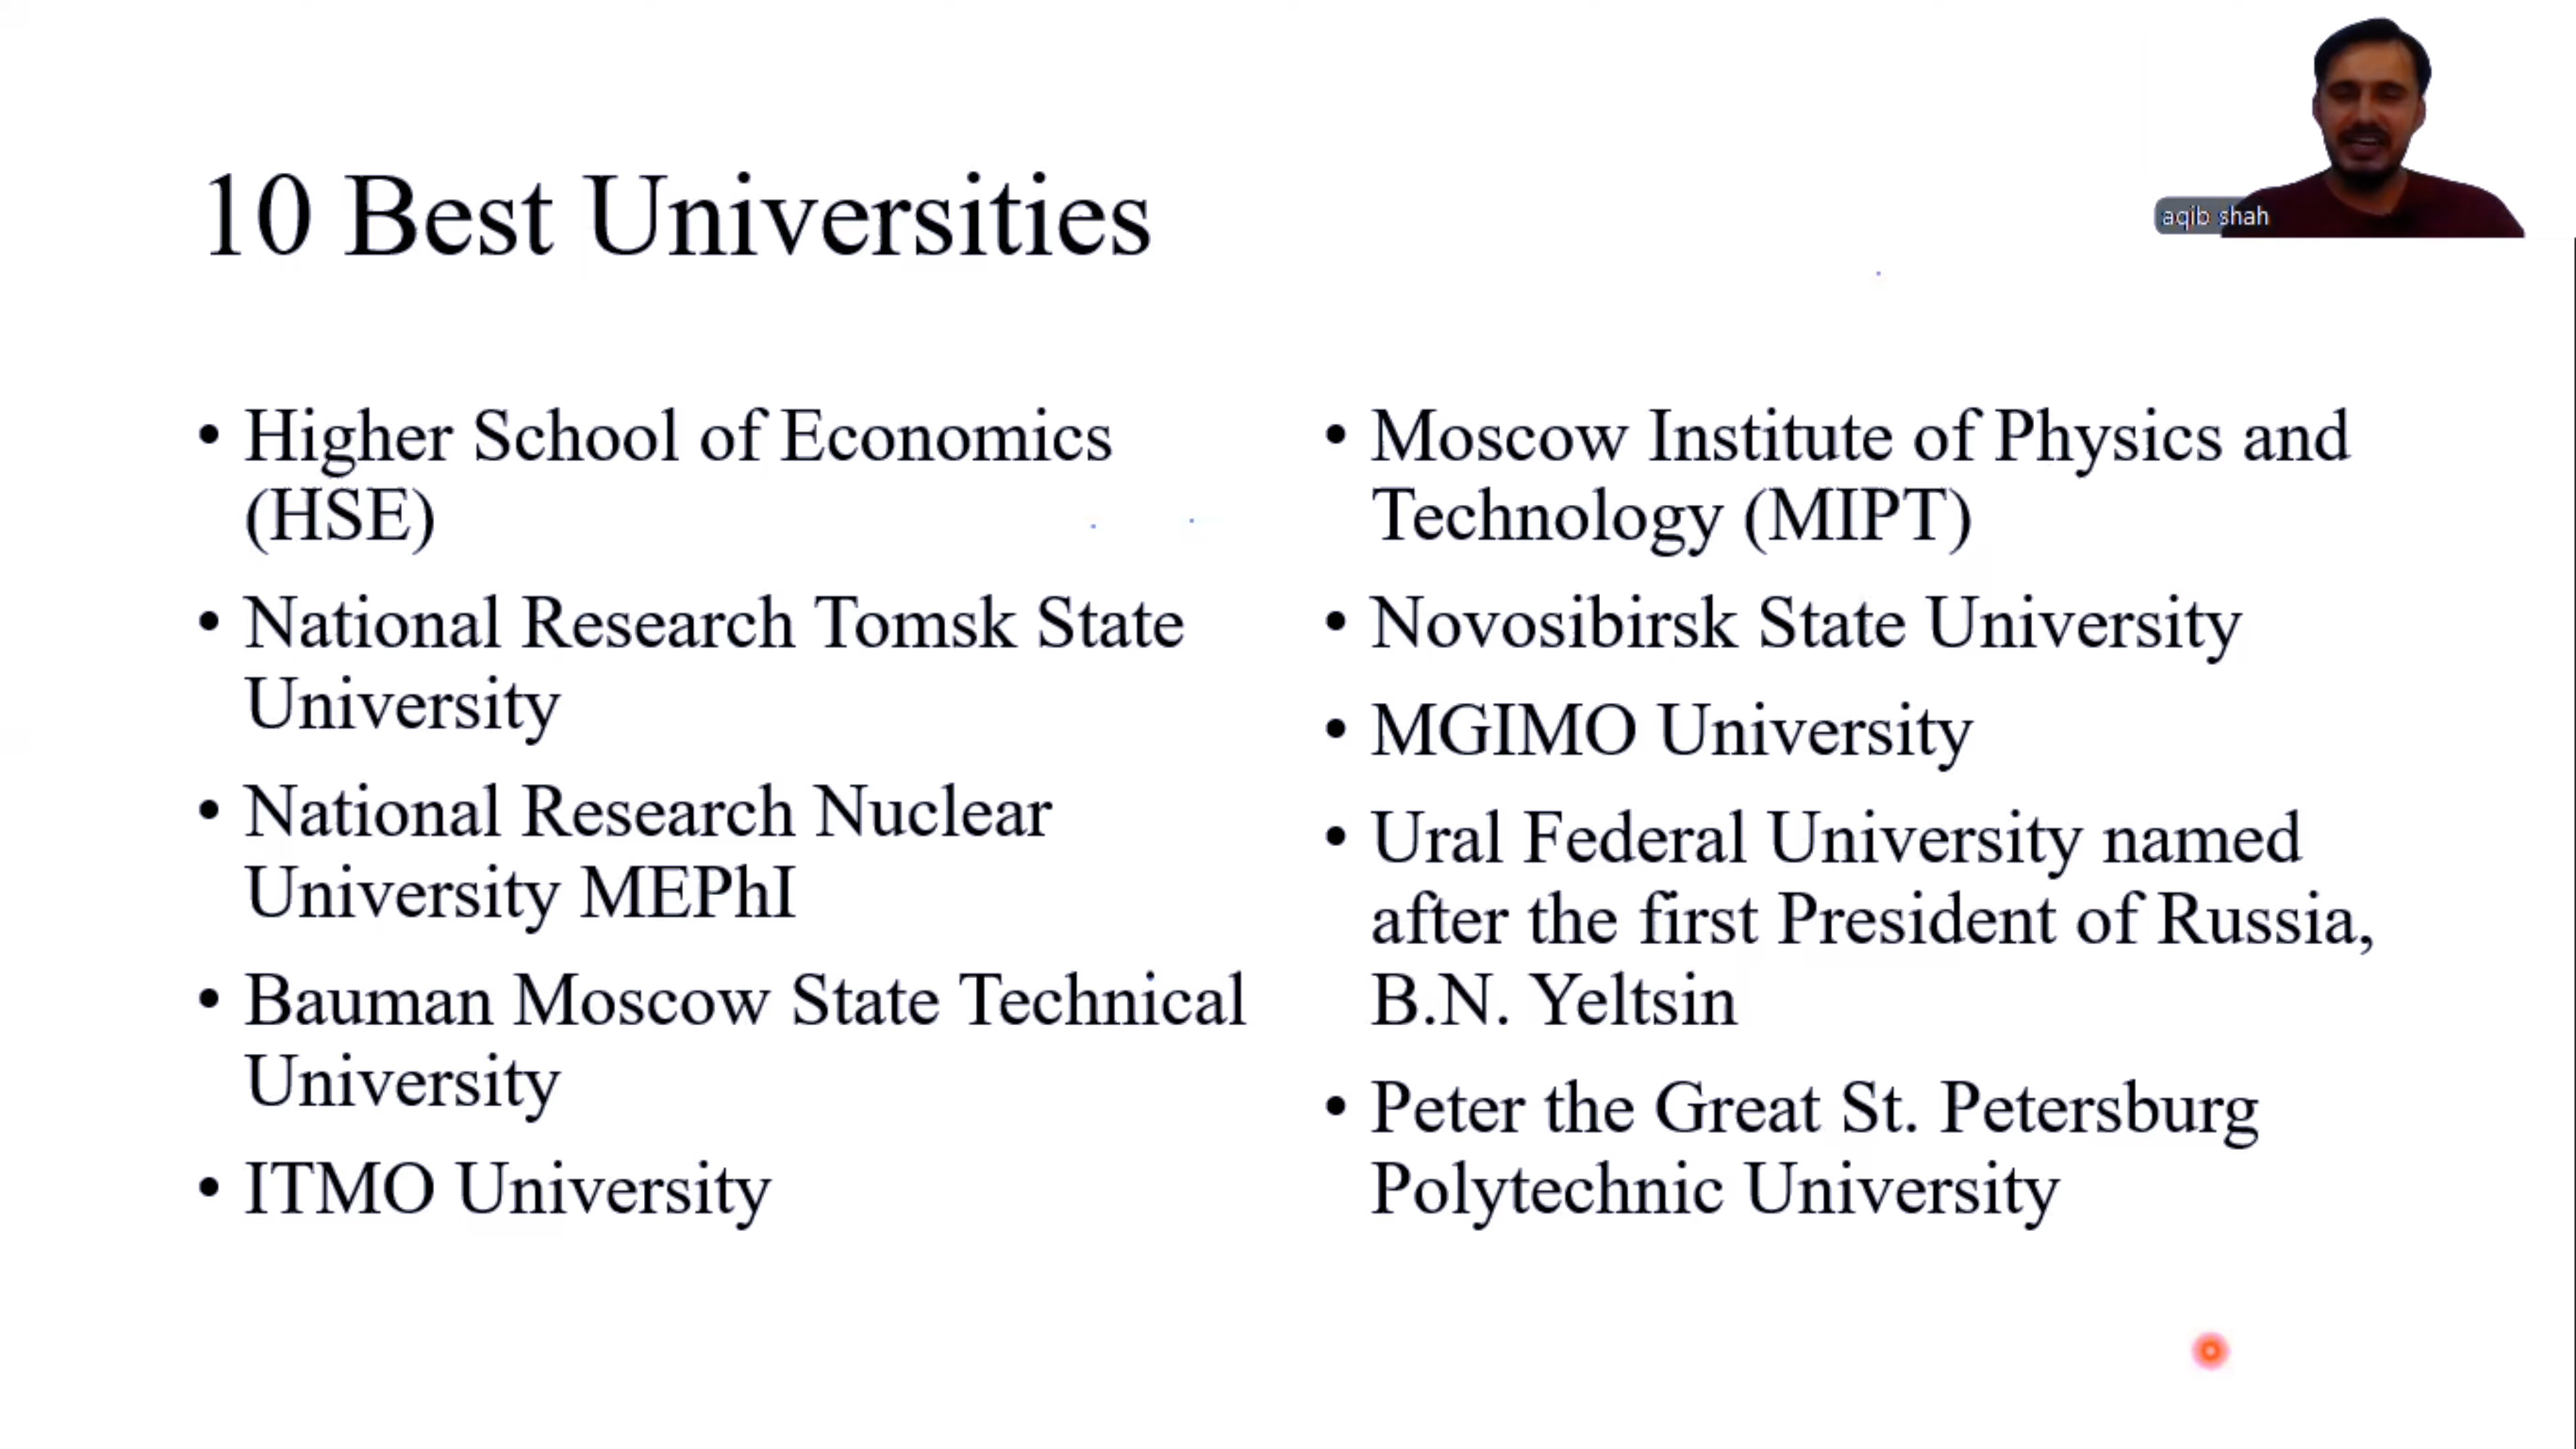 10 Best Universities
aqib shah
• Higher School of Economics
(HSE)
• National Research Tomsk State
University
• National Research Nuclear
University MEPhI
• Bauman Moscow State Technical
University
• ITMO University
• Moscow Institute of Physics and
Technology (MIPT)
• Novosibirsk State University
• MGIMO University
• Ural Federal University named
after the first President of Russia,
B.N. Yeltsin
• Peter the Great St. Petersburg
Polytechnic University